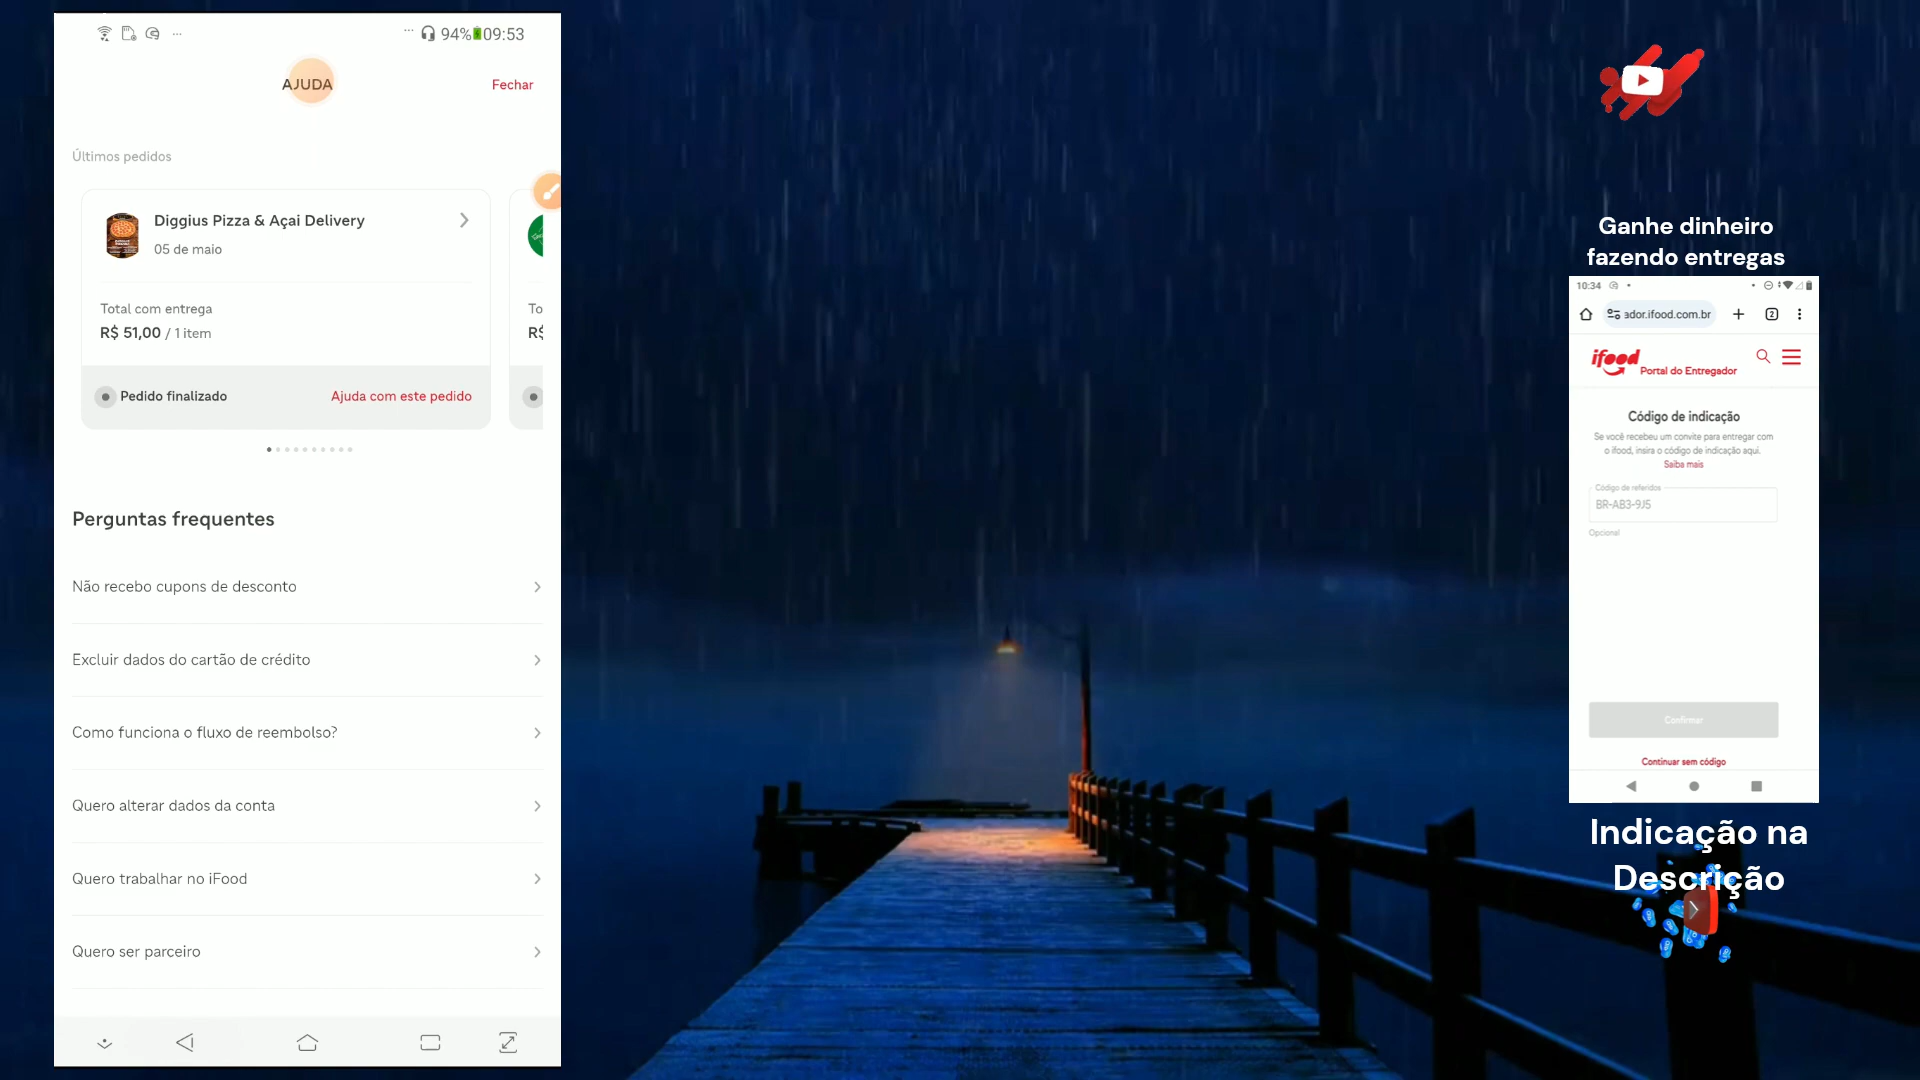 94% 09:53
AJUDA
Fechar
Últimos pedidos
Diggius Pizza & Açai Delivery
05 de maio
Total com entrega
R$ 51,00 / 1 item
Pedido finalizado
Ajuda com este pedido
To
R$
Perguntas frequentes
Não recebo cupons de desconto
Excluir dados do cartão de crédito
Como funciona o fluxo de reembolso?
Quero alterar dados da conta
Quero trabalhar no iFood
Quero ser parceiro
Ganhe dinheiro
fazendo entregas
10:34
ador.ifood.com.br
2
ifood
Portal do Entregador
Código de indicação
Se você recebeu um convite para entregar com
o ifood, insira o código de indicação aqui.
Saiba mais
Código de referidos
BR-AB3-9J5
Opcional
Confirmar
Continuar sem código
Indicação na
Descrição